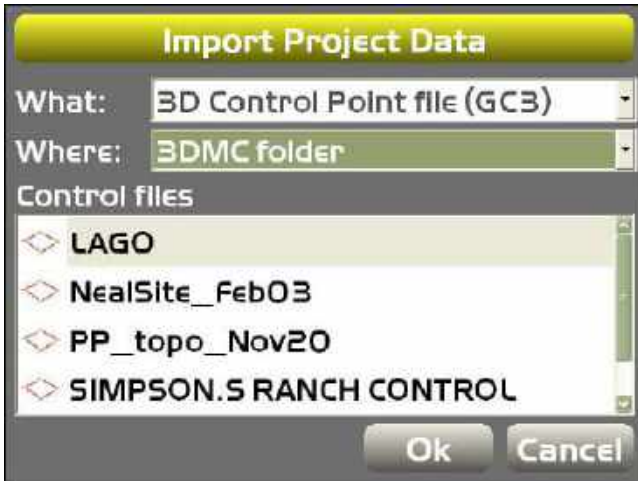 Import Project Data
What: 3D Control Point file (GC3)
Where: 3DMC folder
Control files
LAGO
NealSite_Feb03
PP_topo_Nov20
SIMPSON.S RANCH CONTROL
Ok Cancel